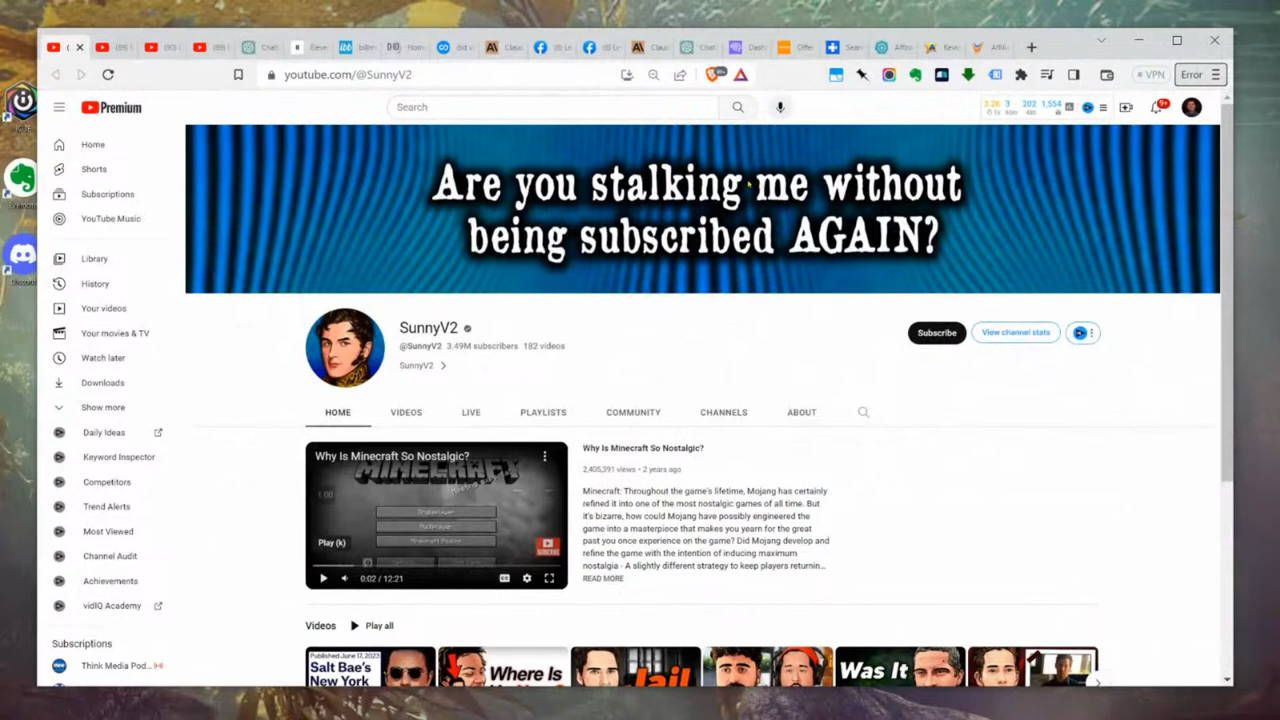 youtube.com/@SunnyV2
VPN
Error
Premium
Search
Home
Shorts
Subscriptions
YouTube Music
Library
History
Your videos
Your movies & TV
Watch later
Downloads
Show more
Daily Ideas
Keyword Inspector
Competitors
Trend Alerts
Most Viewed
Channel Audit
Achievements
vidIQ Academy
Subscriptions
Think Media Pod...
Are you stalking me without
being subscribed AGAIN?
SunnyV2
@SunnyV2 3.49M subscribers 182 videos
SunnyV2
Subscribe
View channel stats
HOME VIDEOS LIVE PLAYLISTS COMMUNITY CHANNELS ABOUT
Why Is Minecraft So Nostalgic?
MINECRAFT
Play (k)
0:02 / 12:21
Why Is Minecraft So Nostalgic?
2,405,391 views • 2 years ago
Minecraft: Throughout the game's lifetime, Mojang has certainly
refined it into one of the most nostalgic games of all time. But
it's bizarre, how could Mojang have possibly engineered the
game into a masterpiece that makes you yearn for the great
past you once experience on the game? Did Mojang develop and
refine the game with the intention of inducing maximum
nostalgia - A slightly different strategy to keep players returnin...
READ MORE
Videos Play all
Published June 17, 2023
Salt Bae's
New York
Where Is
Jail
Was It